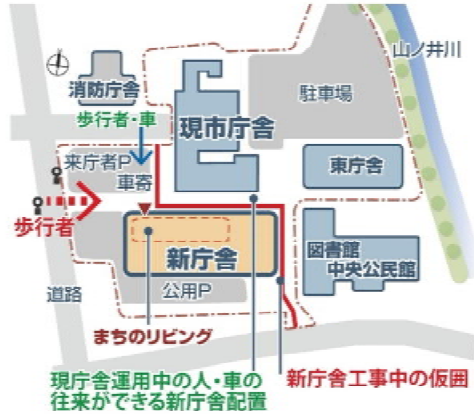 山ノ井川
消防庁舎
歩行者・車
現市庁舎
駐車場
来庁者P
車寄
東庁舎
歩行者
図書館
中央公民館
新庁舎
公用P
道路
まちのリビング
現庁舎運用中の人・車の
往来ができる新庁舎配置
新庁舎工事中の仮囲